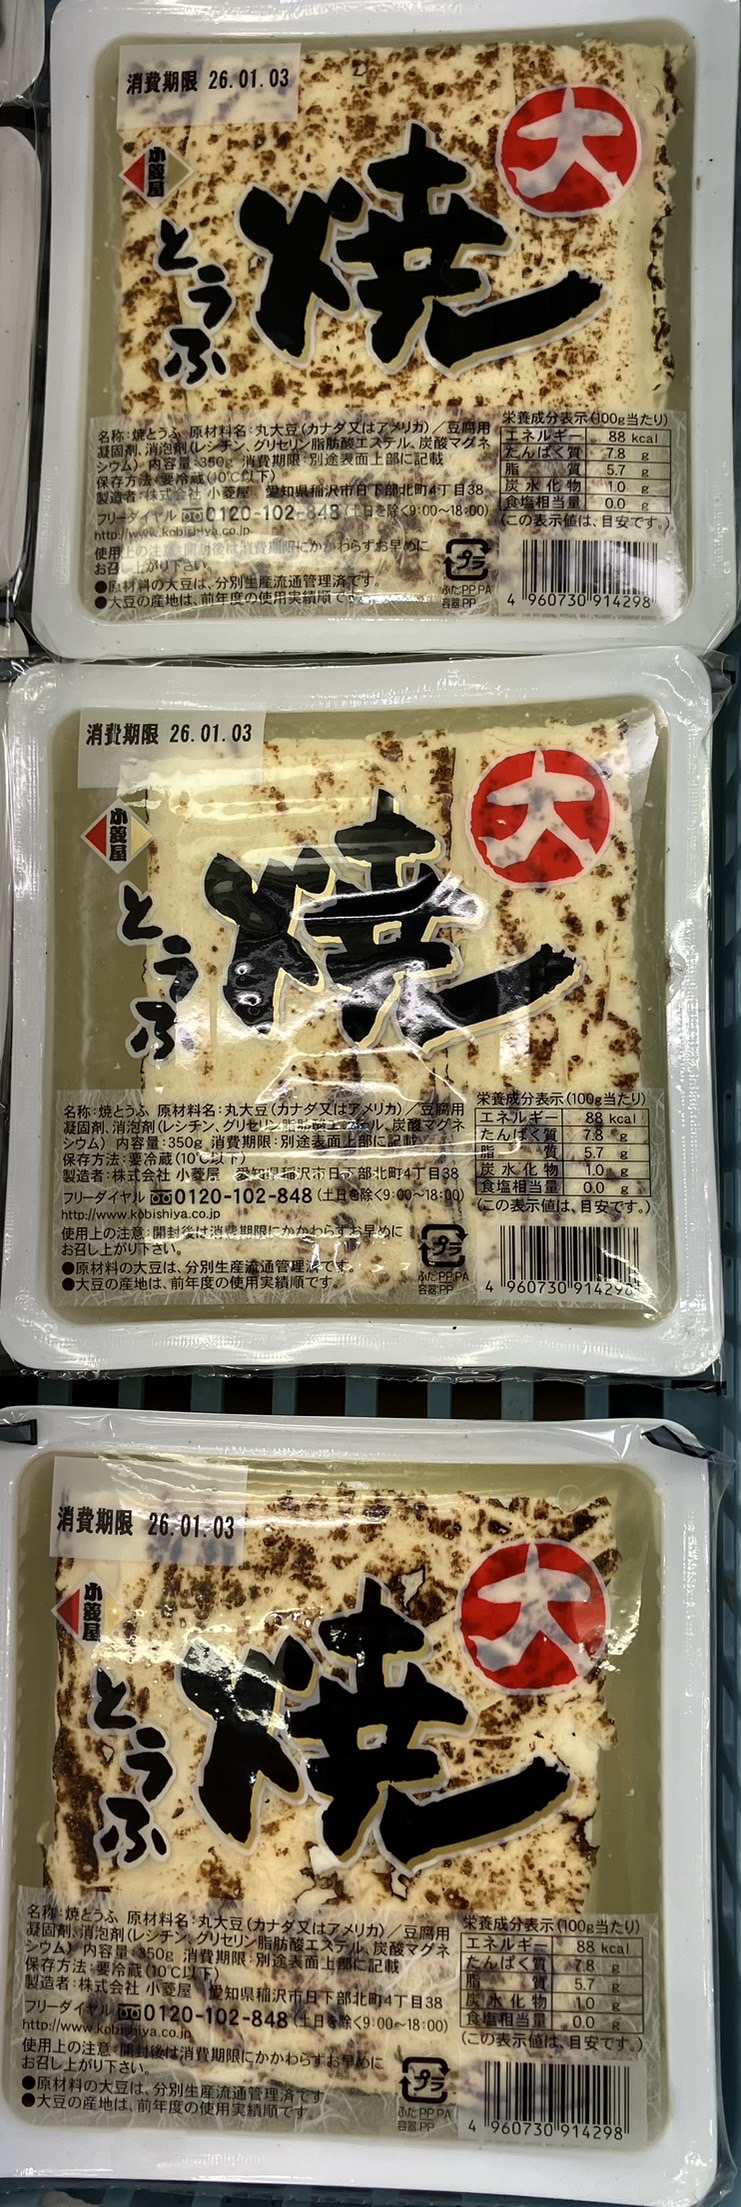 消費期限 26.01.03
大
小菱屋
焼
とうふ
名称:焼とうふ 原材料名:丸大豆(カナダ又はアメリカ)/豆腐用
凝固剤、消泡剤(レシチン、グリセリン脂肪酸エステル、炭酸マグネ
シウム) 内容量:350g 消費期限:別途表面上部に記載
保存方法:要冷蔵(10℃以下)
製造者:株式会社 小菱屋 愛知県稲沢市日下部北町4丁目38
フリーダイヤル 0120-102-848(土日を除く9:00~18:00)
http://www.kobishiya.co.jp
使用上の注意:開封後は消費期限にかかわらずお早めに
お召し上がり下さい。
●原材料の大豆は、分別生産流通管理済です。
●大豆の産地は、前年度の使用実績順です。
栄養成分表示(100g当たり)
エネルギー 88 kcal
たんぱく質 7.8 g
脂質 5.7 g
炭水化物 1.0 g
食塩相当量 0.0 g
(この表示値は、目安です。)
プラ
ふた:PP,PA
容器:PP
4 960730 914298
消費期限 26.01.03
大
小菱屋
焼
とうふ
名称:焼とうふ 原材料名:丸大豆(カナダ又はアメリカ)/豆腐用
凝固剤、消泡剤(レシチン、グリセリン脂肪酸エステル、炭酸マグネ
シウム) 内容量:350g 消費期限:別途表面上部に記載
保存方法:要冷蔵(10℃以下)
製造者:株式会社 小菱屋 愛知県稲沢市日下部北町4丁目38
フリーダイヤル 0120-102-848(土日を除く9:00~18:00)
http://www.kobishiya.co.jp
使用上の注意:開封後は消費期限にかかわらずお早めに
お召し上がり下さい。
●原材料の大豆は、分別生産流通管理済です。
●大豆の産地は、前年度の使用実績順です。
栄養成分表示(100g当たり)
エネルギー 88 kcal
たんぱく質 7.8 g
脂質 5.7 g
炭水化物 1.0 g
食塩相当量 0.0 g
(この表示値は、目安です。)
プラ
ふた:PP,PA
容器:PP
4 960730 914298
消費期限 26.01.03
大
小菱屋
焼
とうふ
名称:焼とうふ 原材料名:丸大豆(カナダ又はアメリカ)/豆腐用
凝固剤、消泡剤(レシチン、グリセリン脂肪酸エステル、炭酸マグネ
シウム) 内容量:350g 消費期限:別途表面上部に記載
保存方法:要冷蔵(10℃以下)
製造者:株式会社 小菱屋 愛知県稲沢市日下部北町4丁目38
フリーダイヤル 0120-102-848(土日を除く9:00~18:00)
http://www.kobishiya.co.jp
使用上の注意:開封後は消費期限にかかわらずお早めに
お召し上がり下さい。
●原材料の大豆は、分別生産流通管理済です
●大豆の産地は、前年度の使用実績順です
栄養成分表示(100g当たり)
エネルギー 88 kcal
たんぱく質 7.8 g
脂質 5.7 g
炭水化物 1.0 g
食塩相当量 0.0 g
(この表示値は、目安です。)
プラ
ふた:PP,PA
容器:PP
4 960730 914298